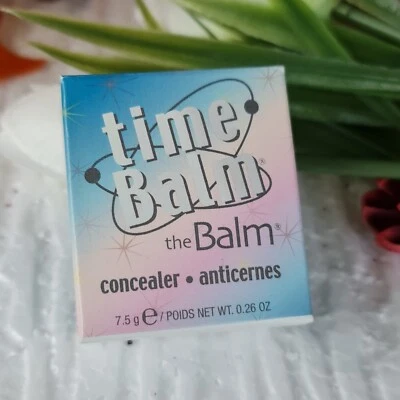 time
Balm®
the Balm®
concealer • anticernes
7.5 g e / POIDS NET WT. 0.26 OZ